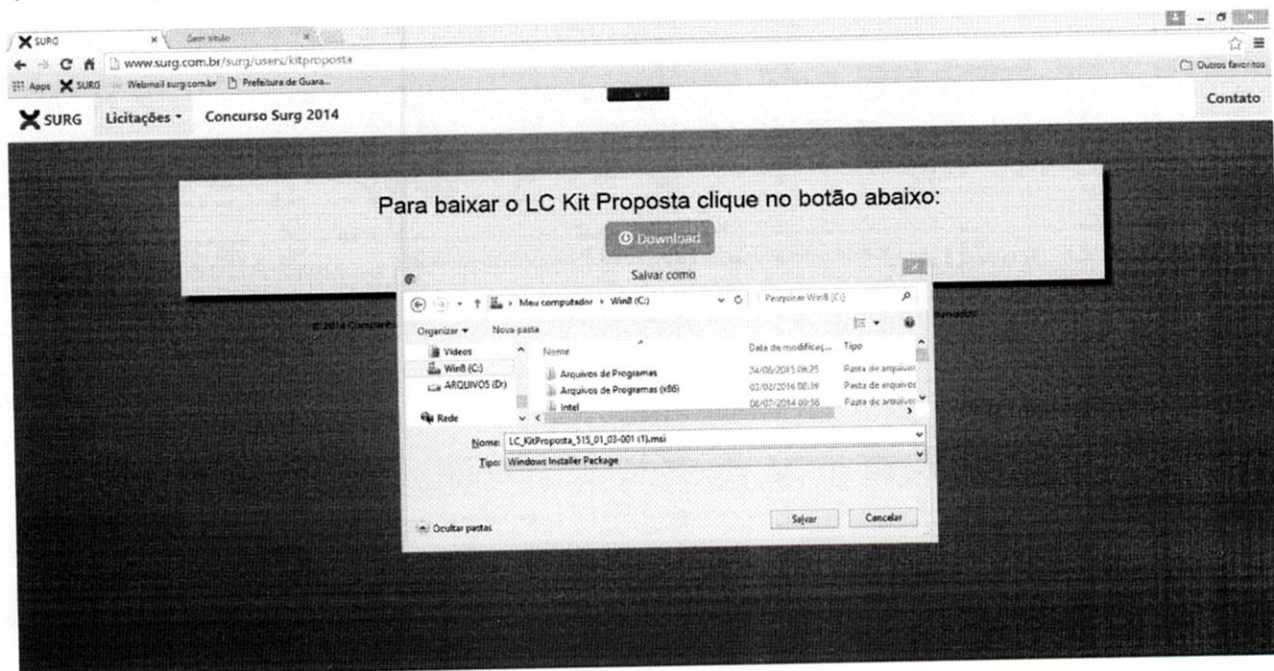 SURG
Sem título
www.surg.com.br/surg/users/kitproposta
Apps SURG Webmail surg.com.br Prefeitura de Guara... Outros favoritos
SURG Licitações Concurso Surg 2014 Contato
Para baixar o LC Kit Proposta clique no botão abaixo:
Download
Salvar como
Meu computador Win8 (C:) Pesquisar Win8 (C:)
© 2014 Companhi
Organizar Nova pasta
Vídeos
Win8 (C:)
ARQUIVOS (D:)
Rede
Nome Data de modificaç... Tipo
Arquivos de Programas 24/06/2015 08:25 Pasta de arquivos
Arquivos de Programas (x86) 03/02/2016 08:39 Pasta de arquivos
Intel 08/07/2014 09:56 Pasta de arquivos
Nome: LC_KitProposta_515_01_03-001 (1).msi
Tipo: Windows Installer Package
Ocultar pastas Salvar Cancelar